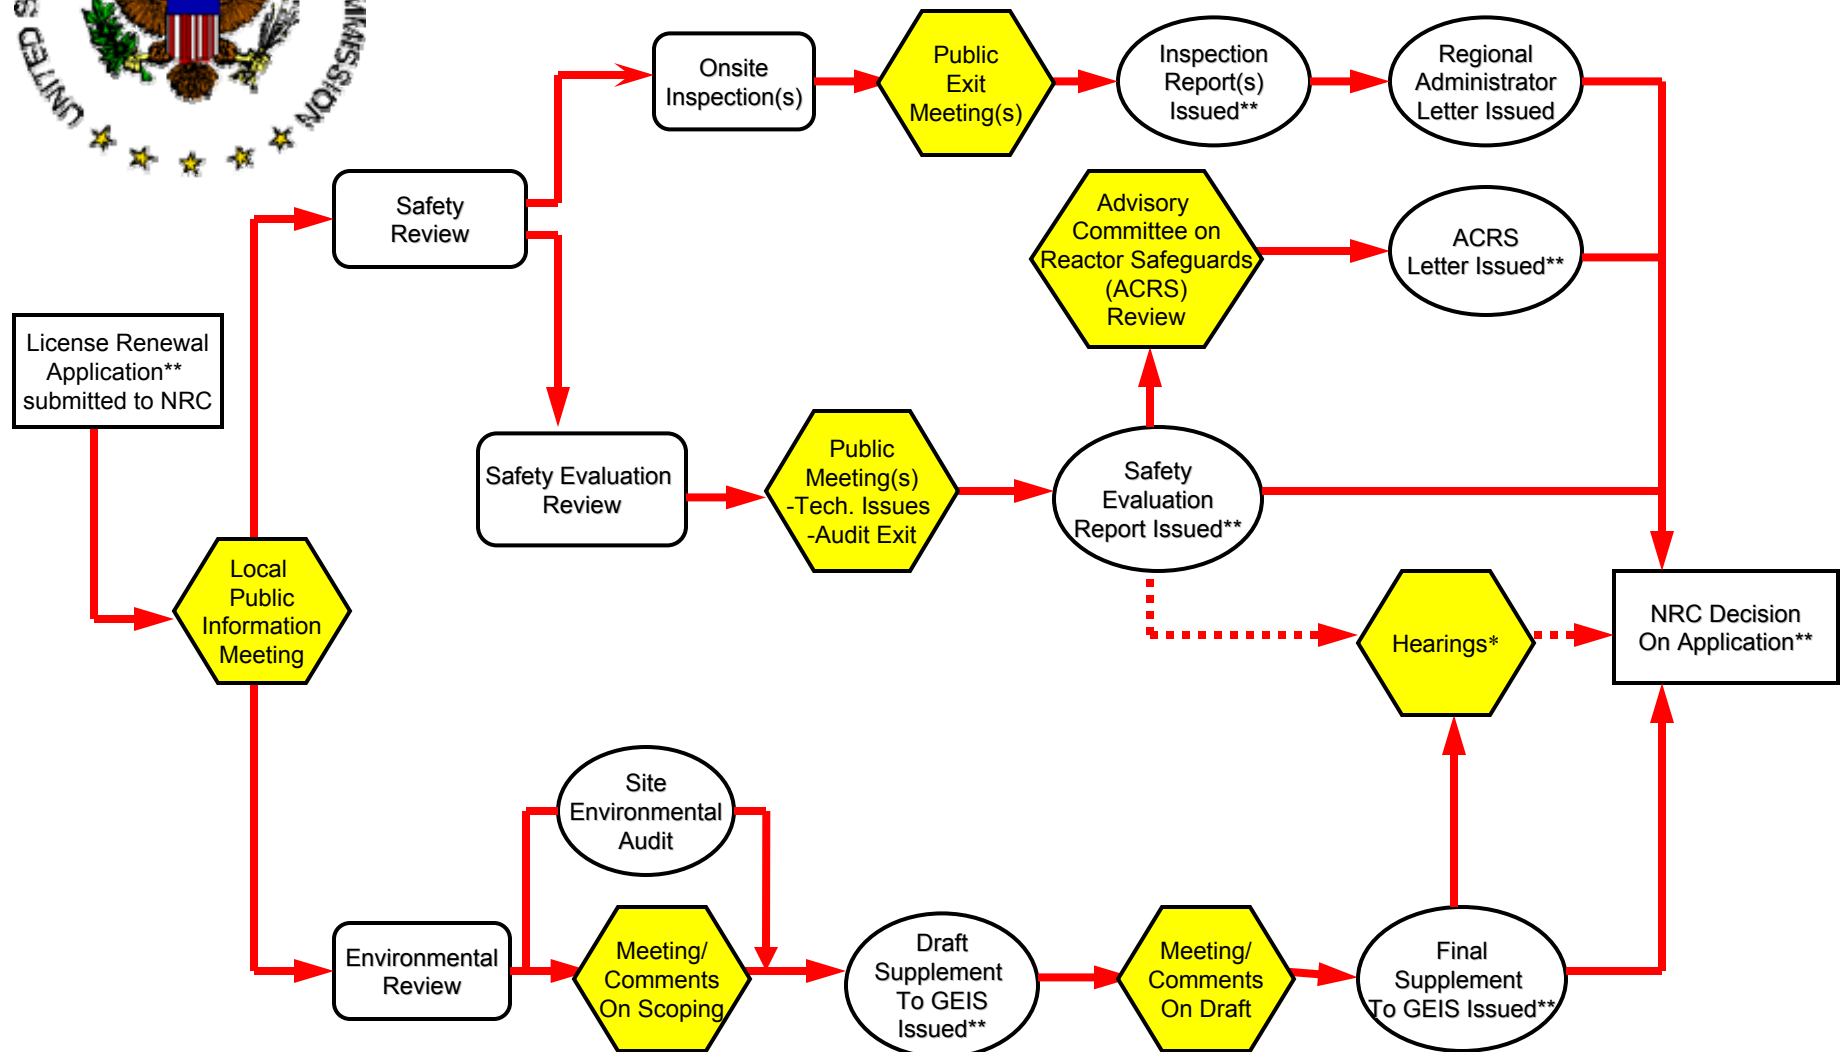 UNITED S
MMISSION
Onsite
Inspection(s)
Public
Exit
Meeting(s)
Inspection
Report(s)
Issued**
Regional
Administrator
Letter Issued
Safety
Review
Advisory
Committee on
Reactor Safeguards
(ACRS)
Review
ACRS
Letter Issued**
License Renewal
Application**
submitted to NRC
Safety Evaluation
Review
Public
Meeting(s)
-Tech. Issues
-Audit Exit
Safety
Evaluation
Report Issued**
Local
Public
Information
Meeting
Hearings*
NRC Decision
On Application**
Site
Environmental
Audit
Environmental
Review
Meeting/
Comments
On Scoping
Draft
Supplement
To GEIS
Issued**
Meeting/
Comments
On Draft
Final
Supplement
To GEIS Issued**